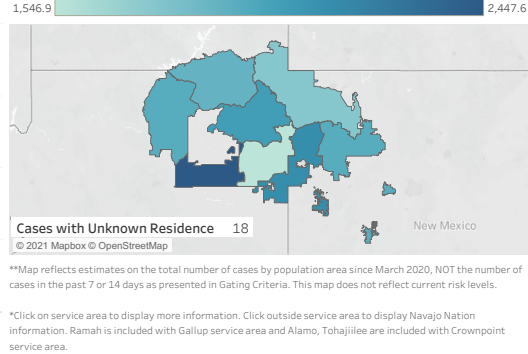 1,546.9 2,447.6
New Mexico
Cases with Unknown Residence 18
© 2021 Mapbox © OpenStreetMap
**Map reflects estimates on the total number of cases by population area since March 2020, NOT the number of
cases in the past 7 or 14 days as presented in Gating Criteria. This map does not reflect current risk levels.
*Click on service area to display more information. Click outside service area to display Navajo Nation
information. Ramah is included with Gallup service area and Alamo, Tohajiilee are included with Crownpoint
service area.